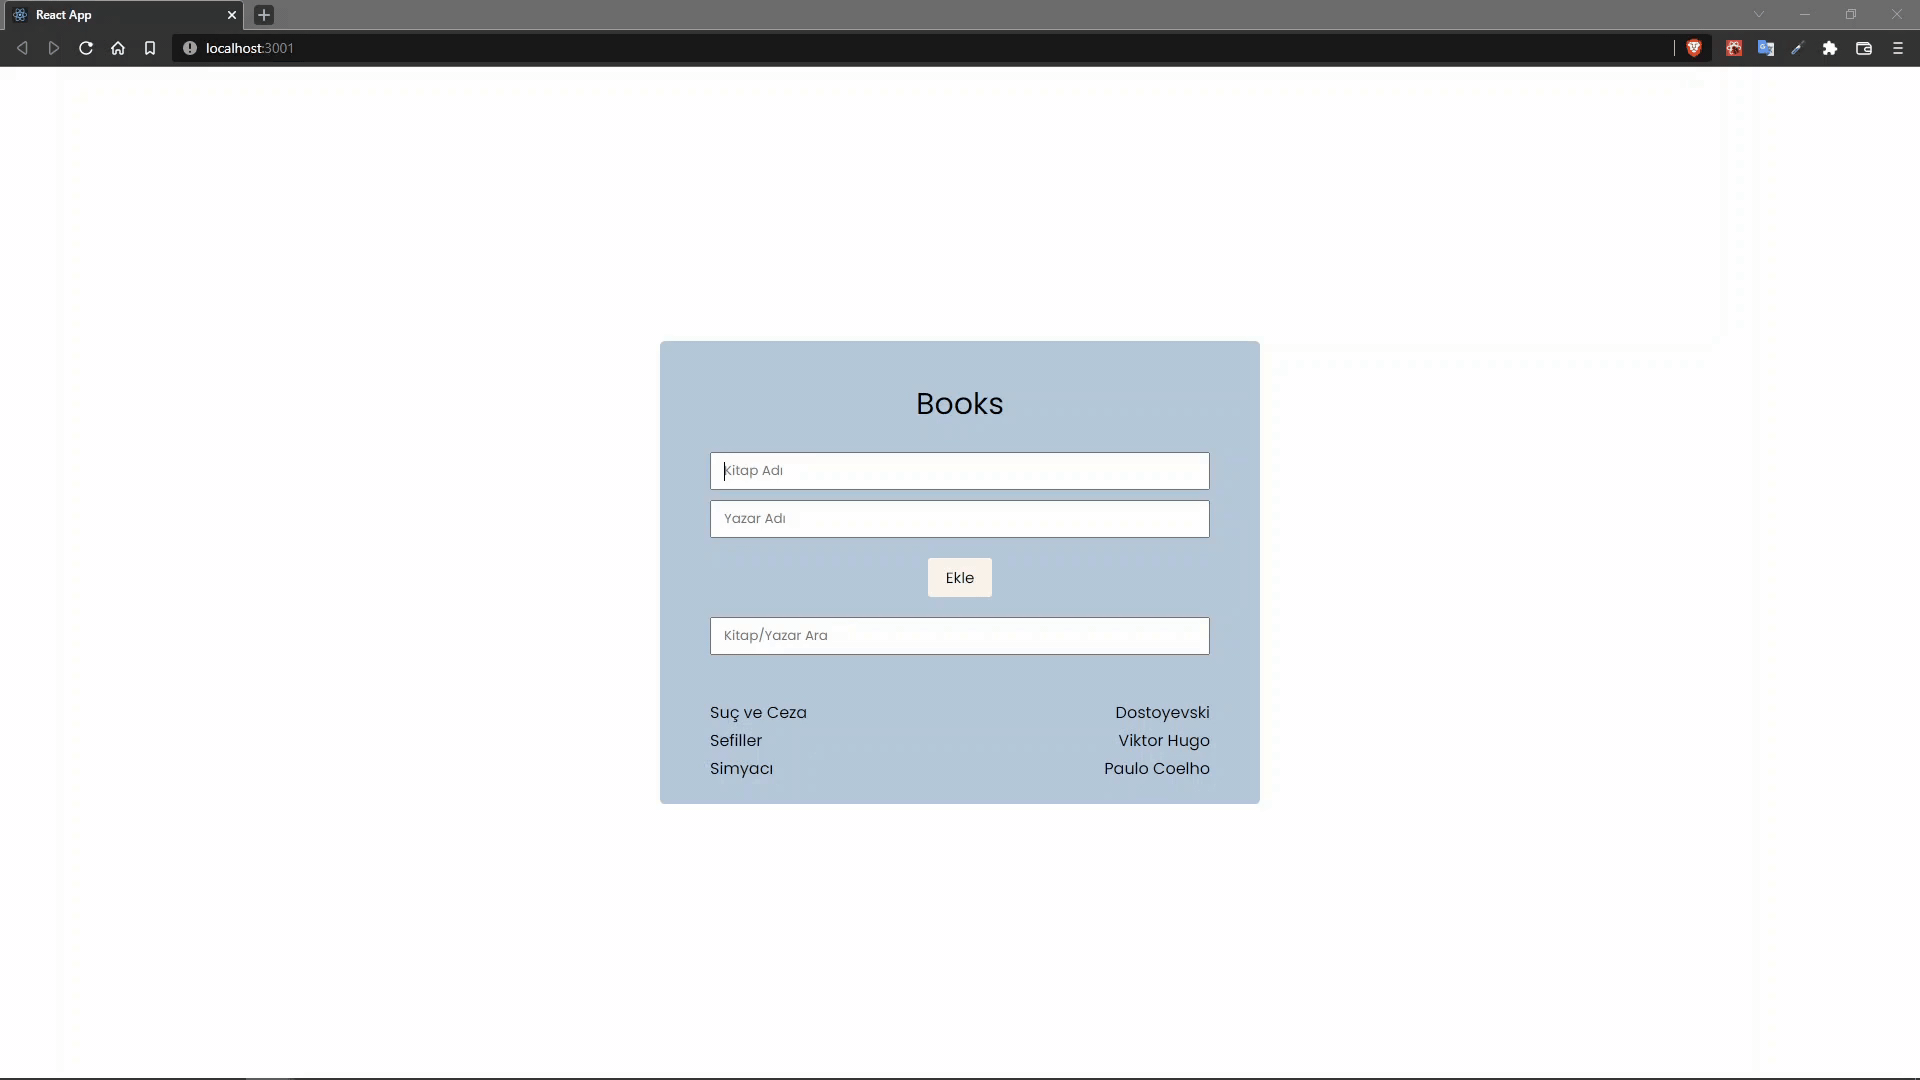 React App
localhost:3001
Books
Kitap Adı
Yazar Adı
Ekle
Kitap/Yazar Ara
Suç ve Ceza Dostoyevski
Sefiller Viktor Hugo
Simyacı Paulo Coelho